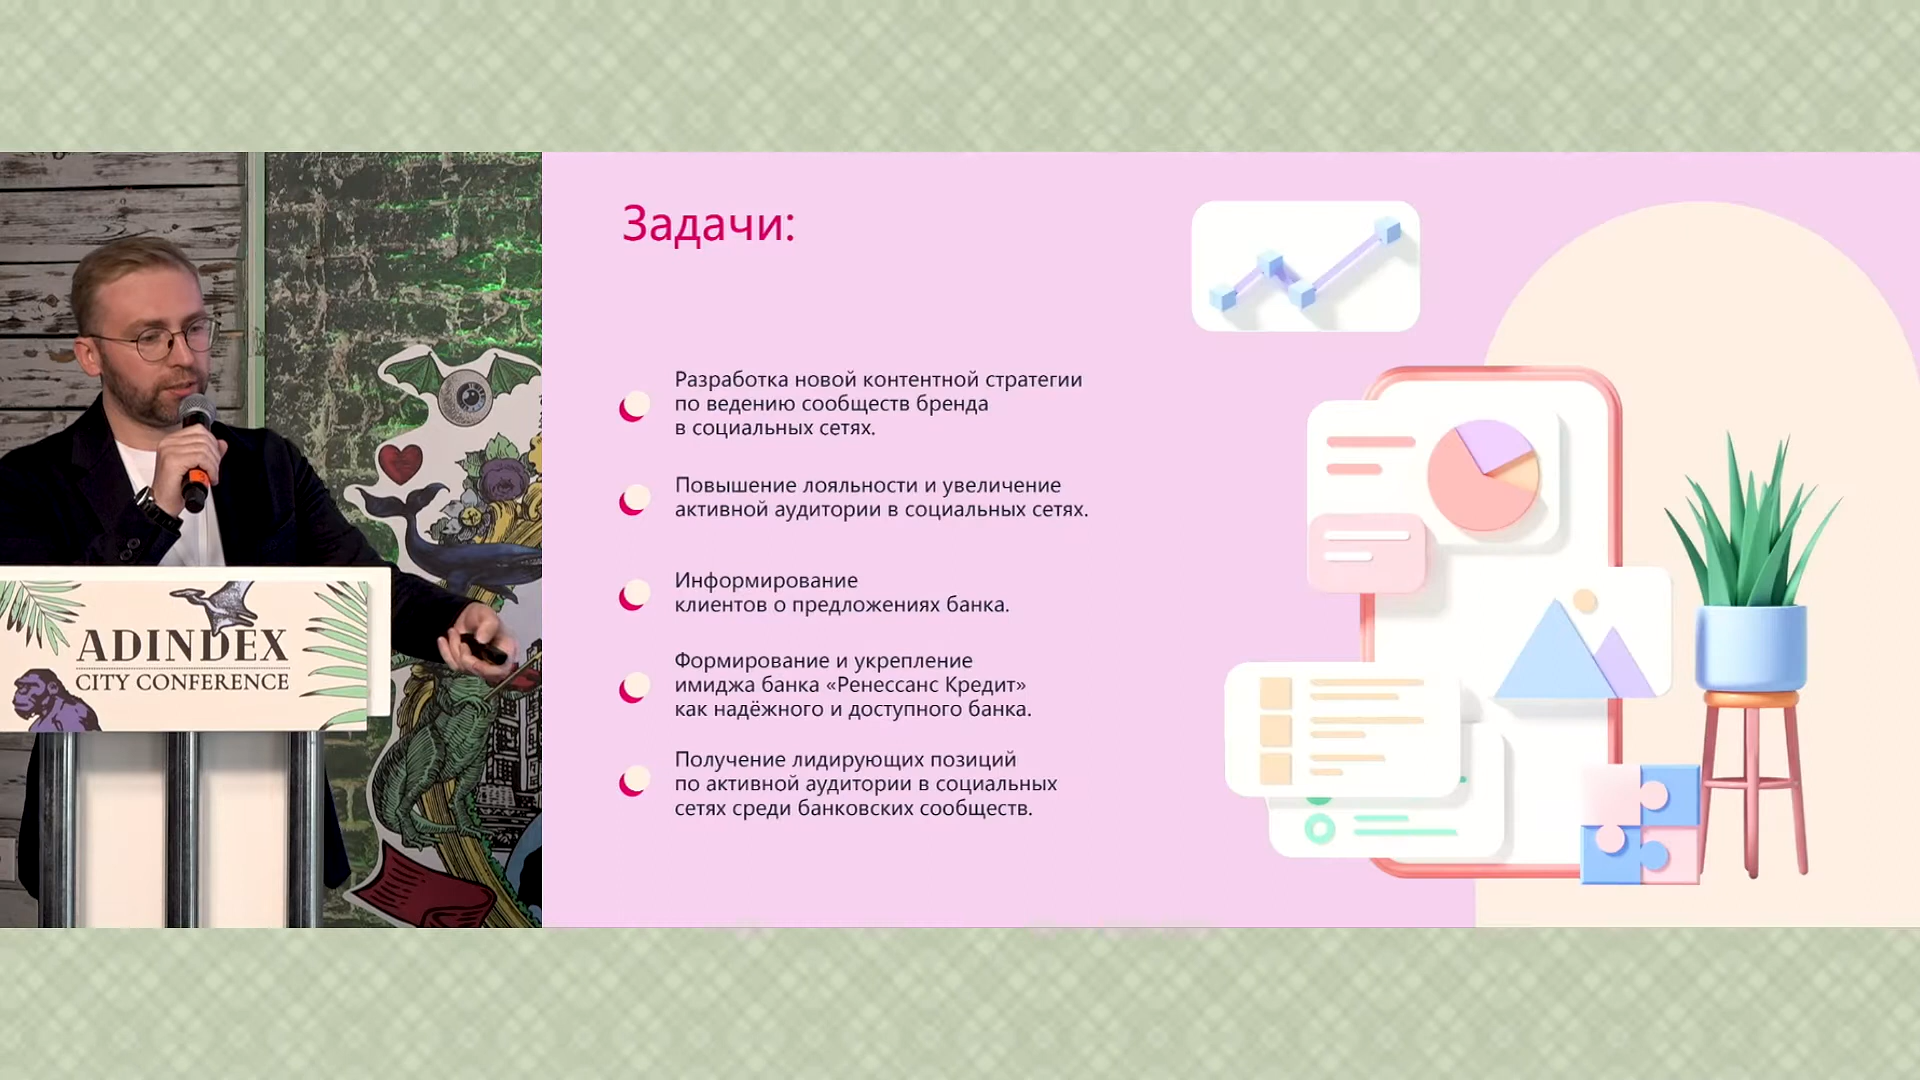 ADINDEX
CITY CONFERENCE
Задачи:
Разработка новой контентной стратегии
по ведению сообществ бренда
в социальных сетях.
Повышение лояльности и увеличение
активной аудитории в социальных сетях.
Информирование
клиентов о предложениях банка.
Формирование и укрепление
имиджа банка «Ренессанс Кредит»
как надёжного и доступного банка.
Получение лидирующих позиций
по активной аудитории в социальных
сетях среди банковских сообществ.